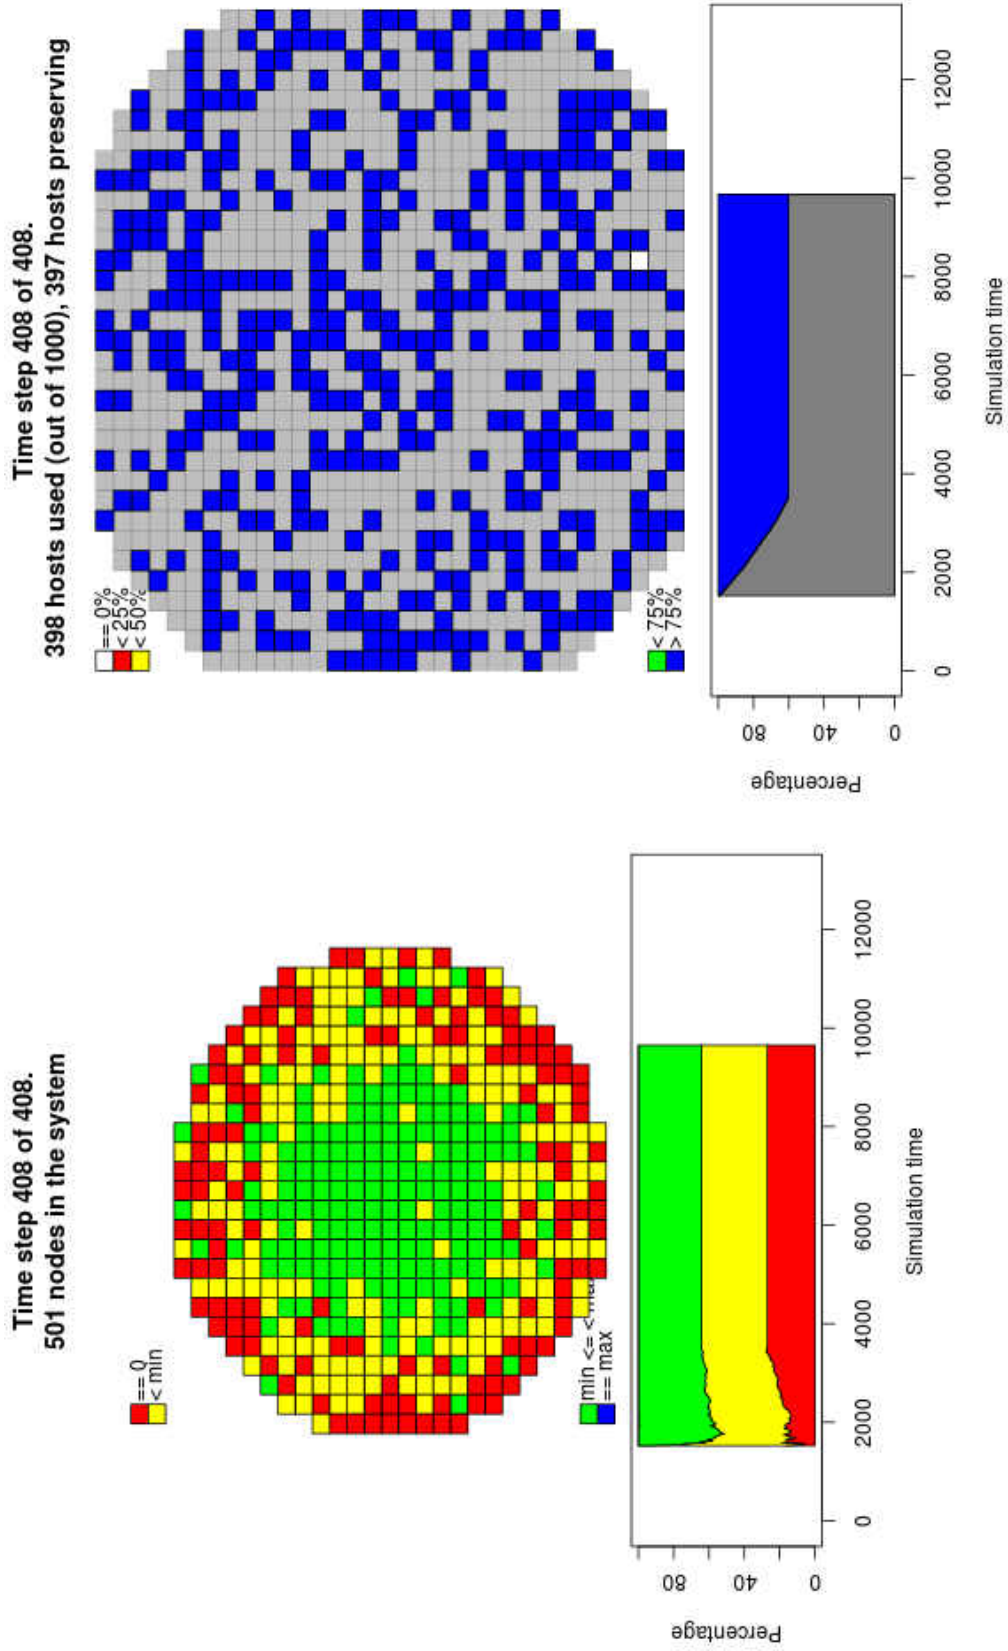 Time step 408 of 408.
501 nodes in the system
== 0
< min
min <= <
== max
Percentage
0
40
80
0
2000
4000
6000
8000
10000
12000
Simulation time
Time step 408 of 408.
398 hosts used (out of 1000), 397 hosts preserving
== 0%
< 25%
< 50%
< 75%
> 75%
Percentage
0
40
80
0
2000
4000
6000
8000
10000
12000
Simulation time